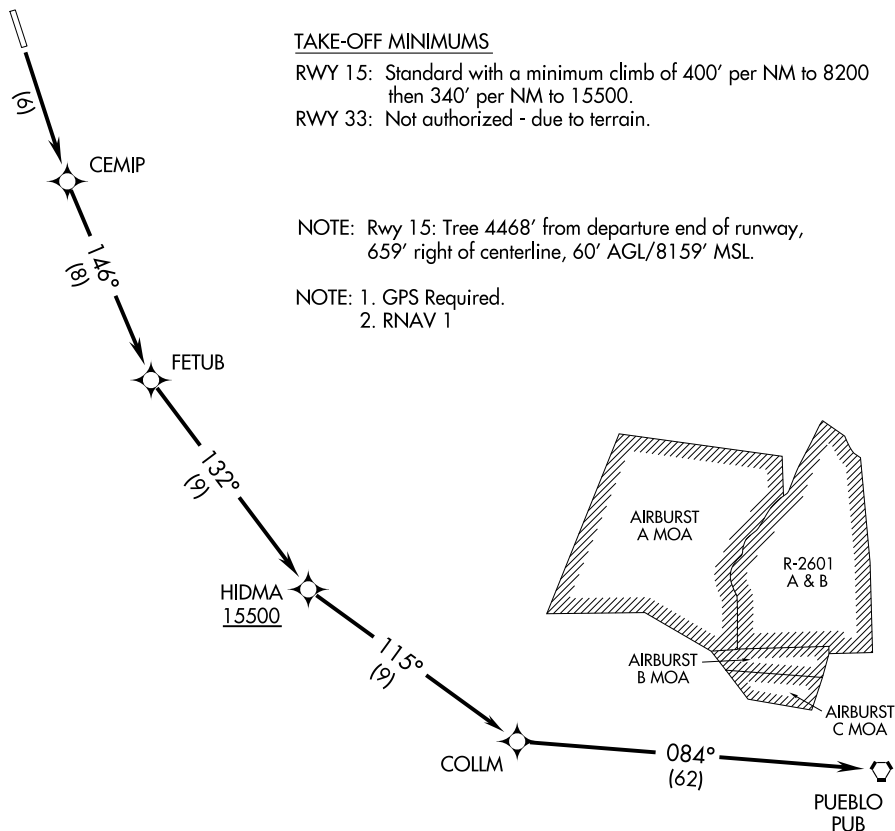 TAKE-OFF MINIMUMS
RWY 15: Standard with a minimum climb of 400' per NM to 8200
then 340' per NM to 15500.
RWY 33: Not authorized - due to terrain.
(6)
CEMIP
NOTE: Rwy 15: Tree 4468' from departure end of runway,
659' right of centerline, 60' AGL/8159' MSL.
146°
(8)
NOTE: 1. GPS Required.
2. RNAV 1
FETUB
132°
(9)
AIRBURST
A MOA
R-2601
A & B
HIDMA
15500
115°
(9)
AIRBURST
B MOA
AIRBURST
C MOA
COLLM
084°
(62)
PUEBLO
PUB